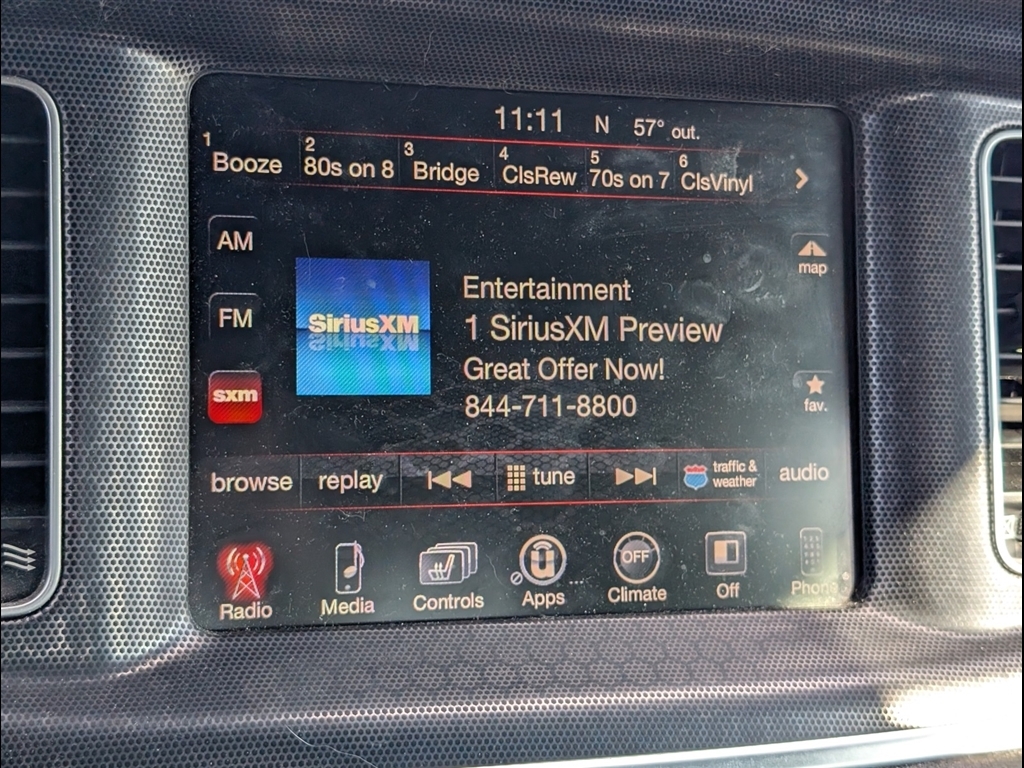 11:11 N 57° out.
1 Booze 2 80s on 8 3 Bridge 4 ClsRew 5 70s on 7 6 ClsVinyl
AM
map
SiriusXM
Entertainment
1 SiriusXM Preview
FM
Great Offer Now!
844-711-8800
sxm
fav.
browse replay tune traffic & weather audio
OFF
Radio Media Controls Apps Climate Off Phone